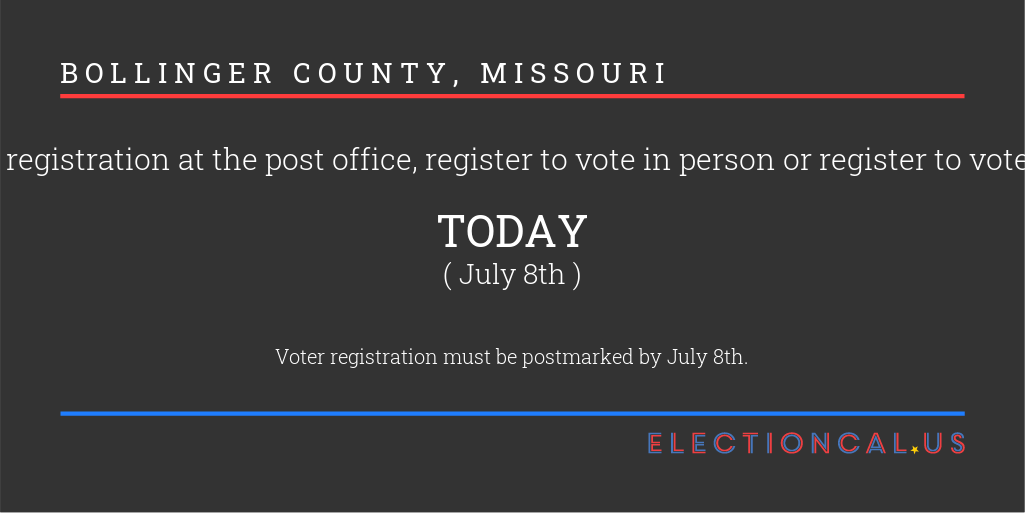 BOLLINGER COUNTY, MISSOURI
registration at the post office, register to vote in person or register to vote
TODAY
( July 8th )
Voter registration must be postmarked by July 8th.
ELECTIONCAL.US